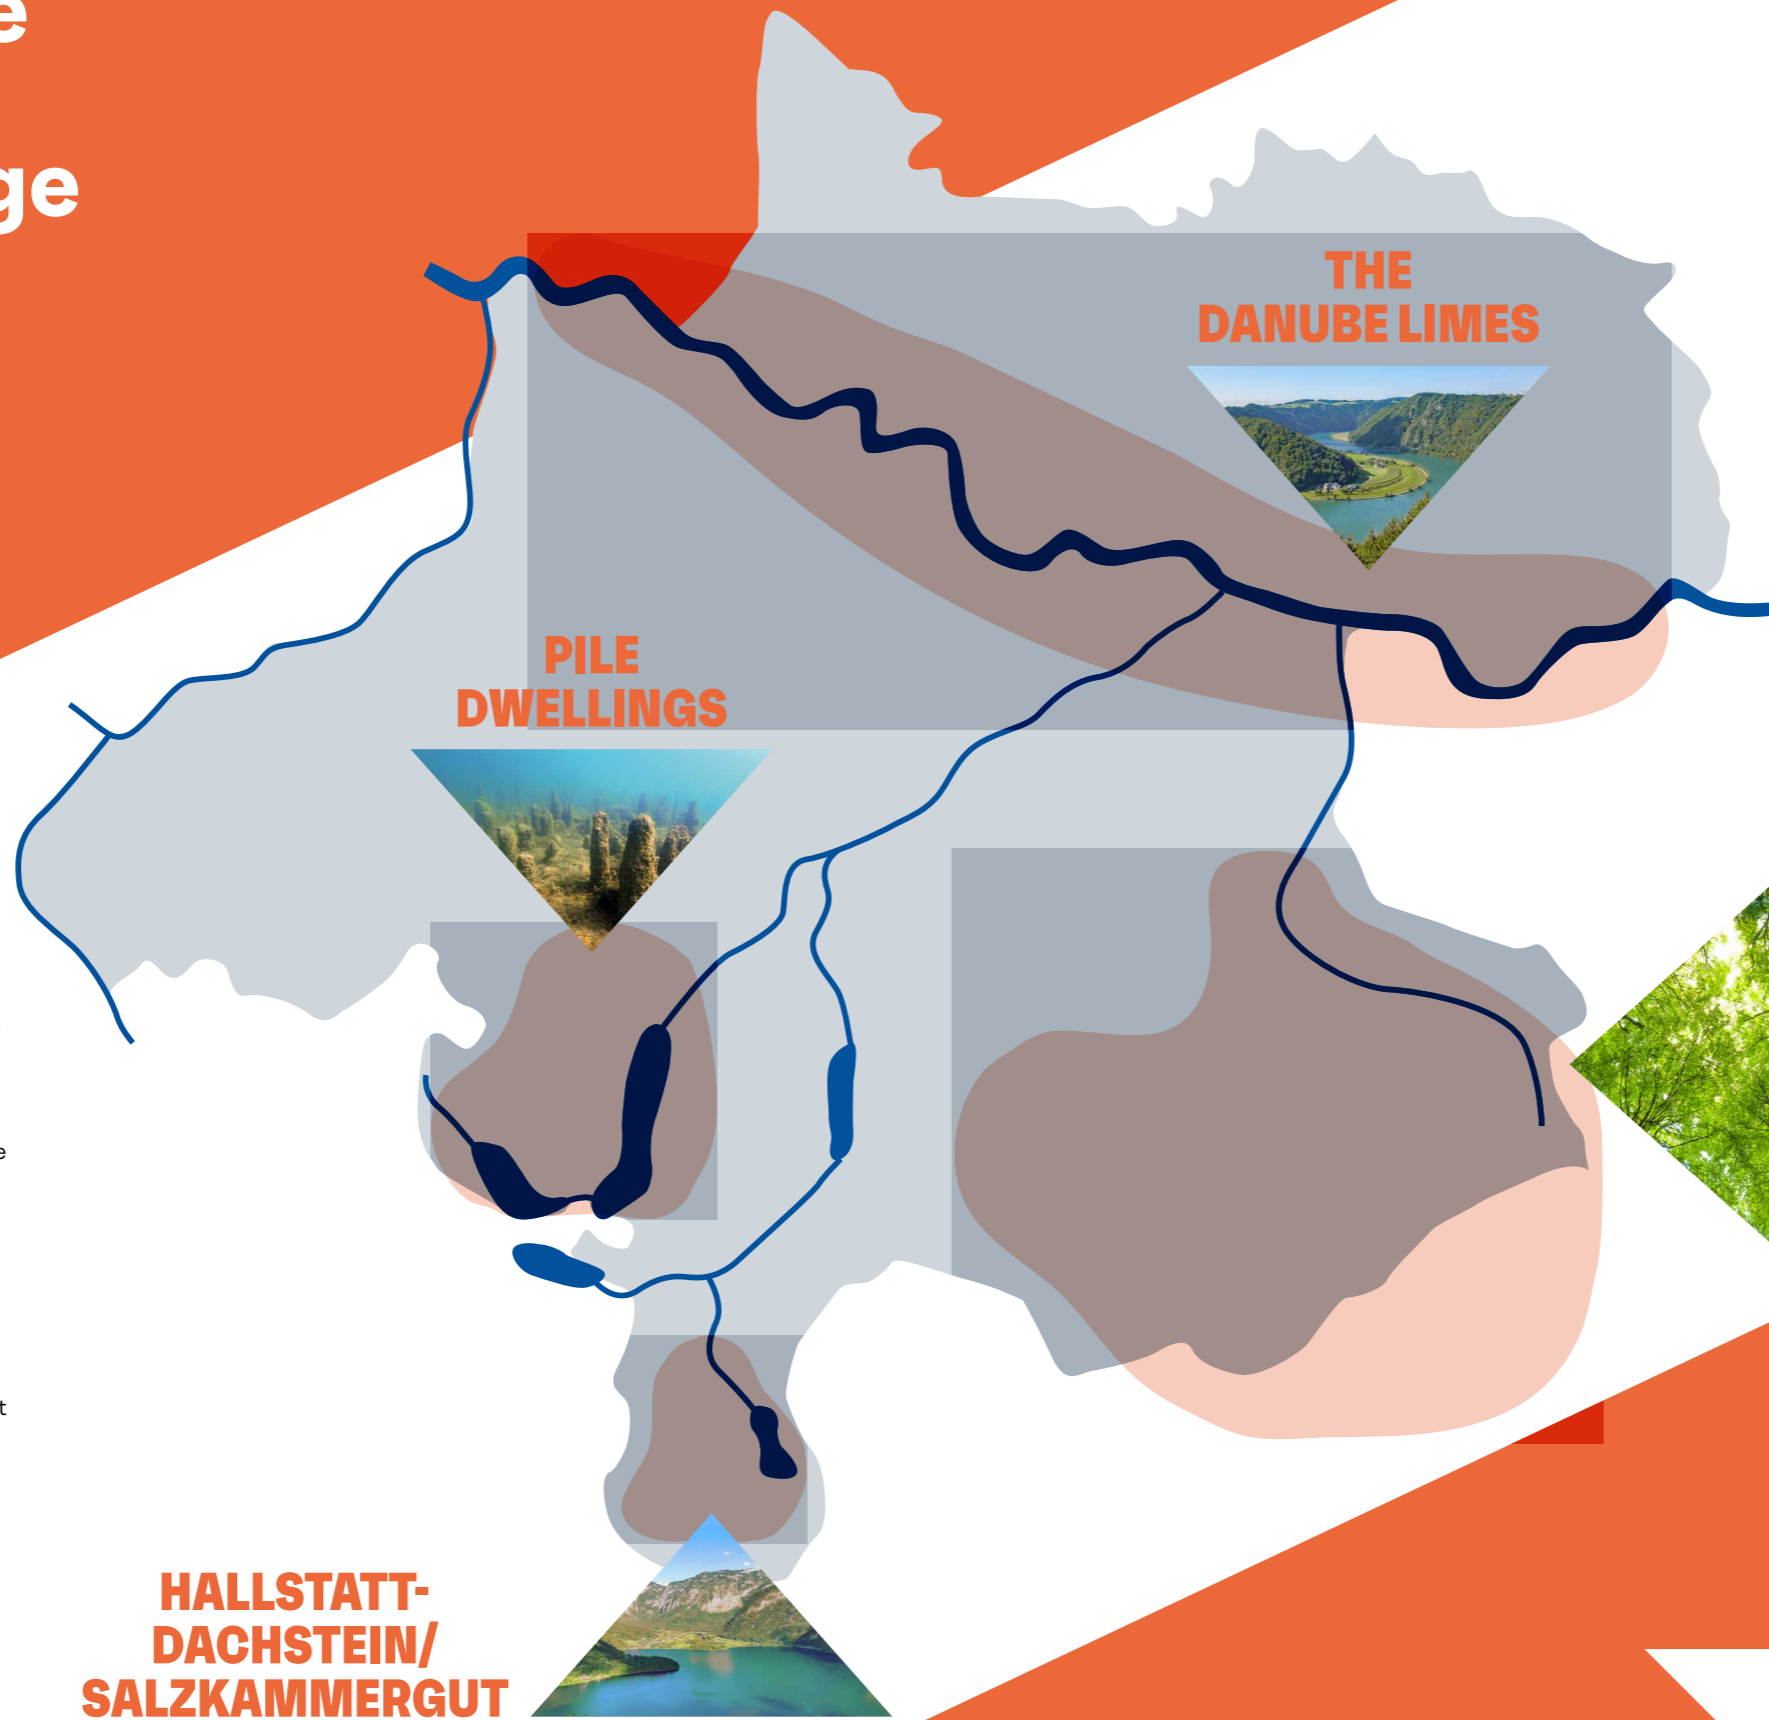 e
ge
THE
DANUBE LIMES
PILE
DWELLINGS
e
t
HALLSTATT-
DACHSTEIN/
SALZKAMMERGUT